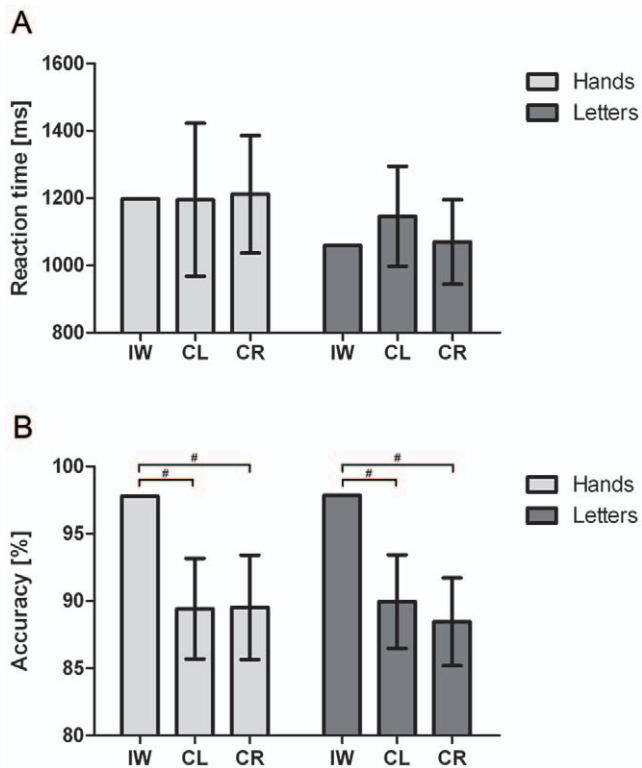 A
Reaction time [ms]
1600
1400
1200
1000
800
IW CL CR IW CL CR
Hands
Letters
B
Accuracy [%]
100
95
90
85
80
# # # #
IW CL CR IW CL CR
Hands
Letters